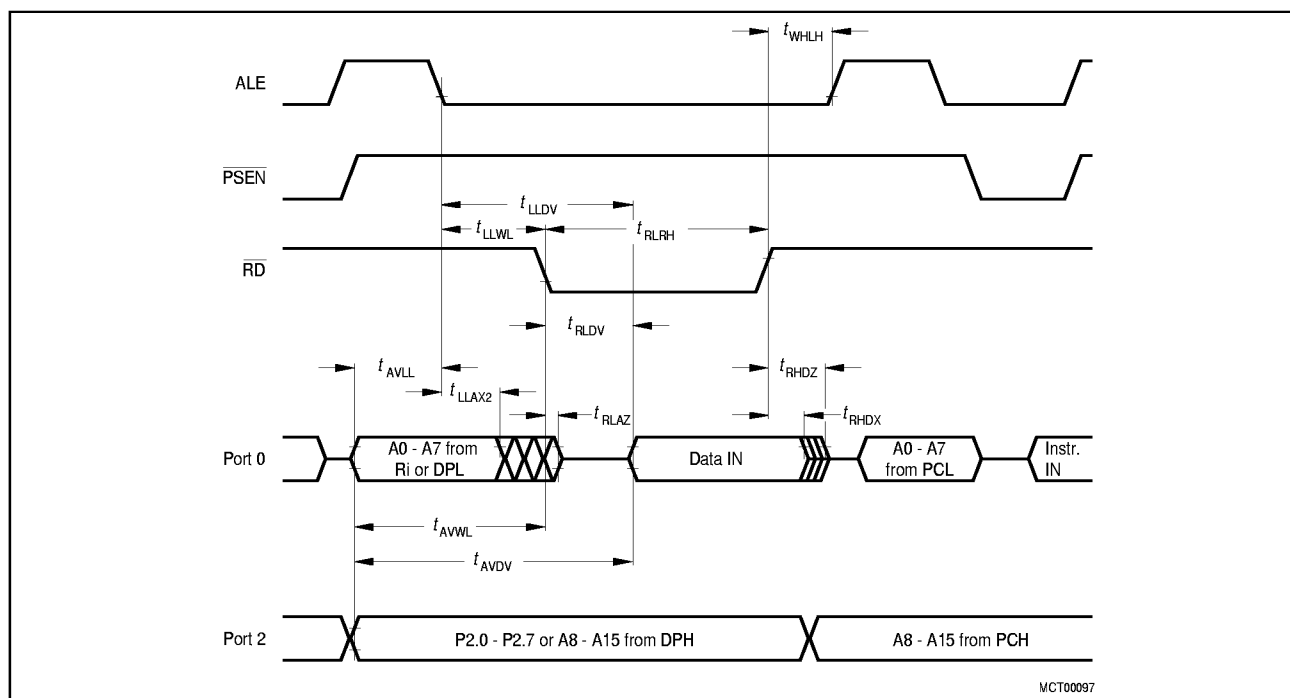 tWHLH
ALE
PSEN
tLLDV
tLLWL
tRLRH
RD
tRLDV
tAVLL
tRHDZ
tLLAX2
tRLAZ
tRHDX
Port 0
A0 - A7 from
Ri or DPL
Data IN
A0 - A7
from PCL
Instr.
IN
tAVWL
tAVDV
Port 2
P2.0 - P2.7 or A8 - A15 from DPH
A8 - A15 from PCH
MCT00097